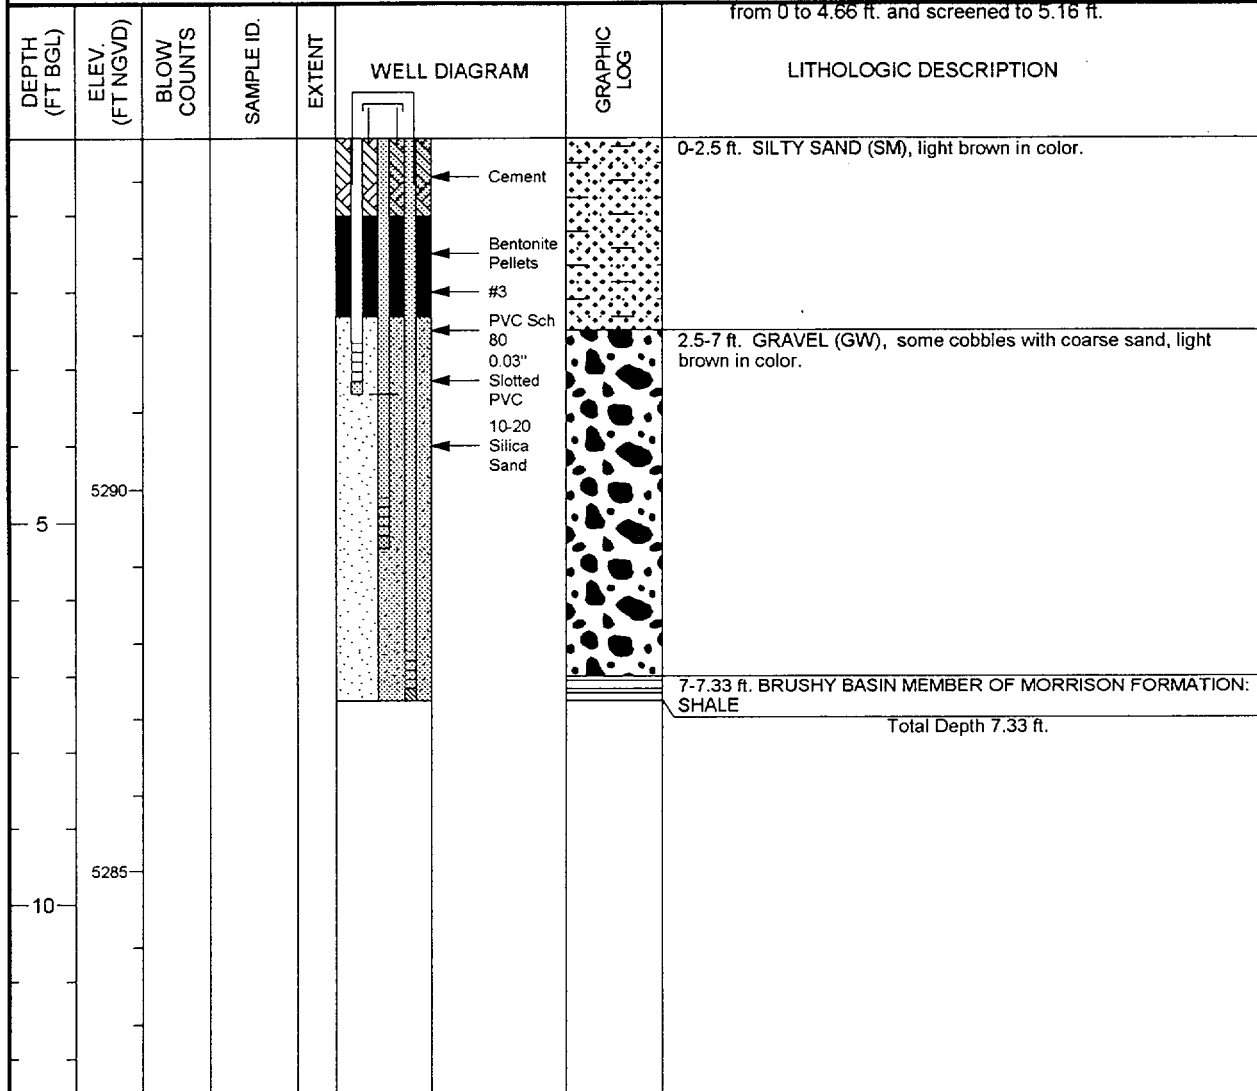 from 0 to 4.66 ft. and screened to 5.16 ft.
DEPTH
(FT BGL)
ELEV.
(FT NGVD)
BLOW
COUNTS
SAMPLE ID.
EXTENT
WELL DIAGRAM
GRAPHIC
LOG
LITHOLOGIC DESCRIPTION
0-2.5 ft. SILTY SAND (SM), light brown in color.
Cement
Bentonite
Pellets
#3
PVC Sch
80
0.03"
Slotted
PVC
10-20
Silica
Sand
2.5-7 ft. GRAVEL (GW), some cobbles with coarse sand, light
brown in color.
5290
5
7-7.33 ft. BRUSHY BASIN MEMBER OF MORRISON FORMATION:
SHALE
Total Depth 7.33 ft.
5285
10